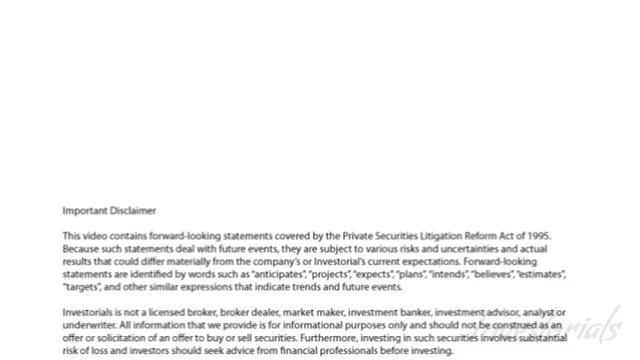 Important Disclaimer
This video contains forward-looking statements covered by the Private Securities Litigation Reform Act of 1995.
Because such statements deal with future events, they are subject to various risks and uncertainties and actual
results that could differ materially from the company's or Investorial's current expectations. Forward-looking
statements are identified by words such as "anticipates", "projects", "expects", "plans", "intends", "believes", "estimates",
"targets", and other similar expressions that indicate trends and future events.
Investorials is not a licensed broker, broker dealer, market maker, investment banker, investment advisor, analyst or
underwriter. All information that we provide is for informational purposes only and should not be construed as an
offer or solicitation of an offer to buy or sell securities. Furthermore, investing in such securities involves substantial
risk of loss and investors should seek advice from financial professionals before investing.
Investorials